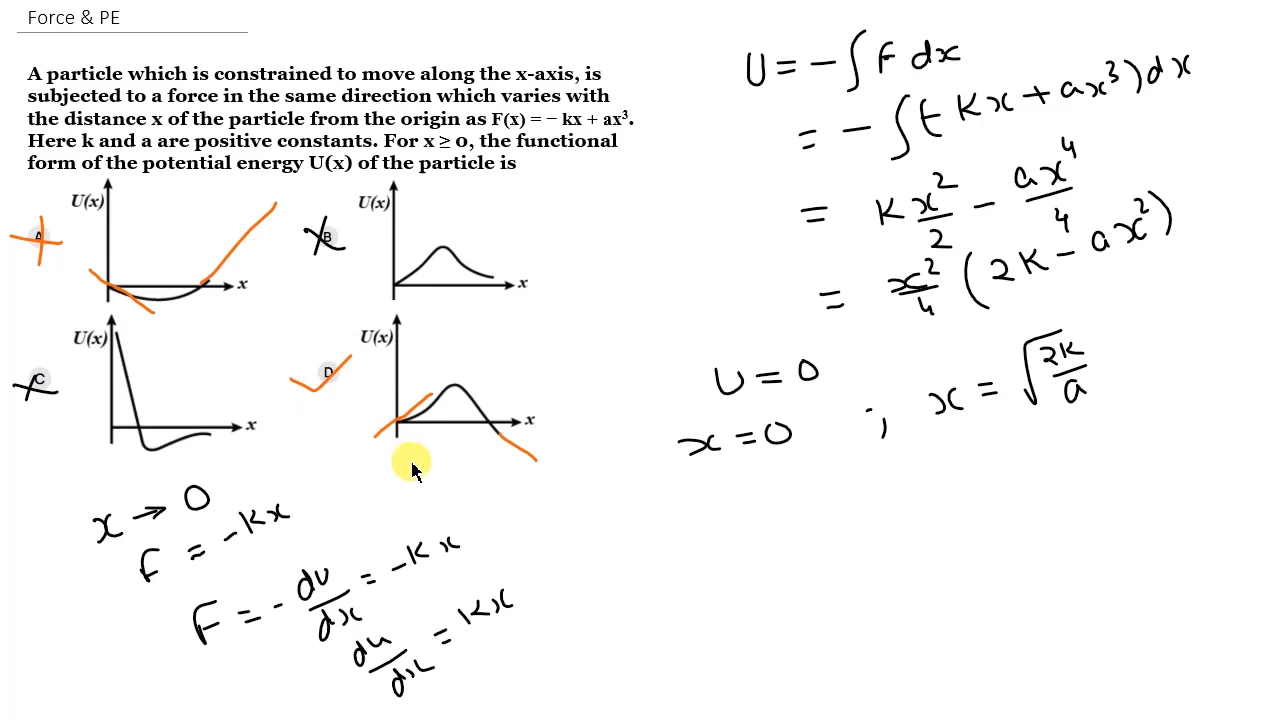 Force & PE
A particle which is constrained to move along the x-axis, is
subjected to a force in the same direction which varies with
the distance x of the particle from the origin as F(x) = − kx + ax³.
Here k and a are positive constants. For x ≥ 0, the functional
form of the potential energy U(x) of the particle is
A
U(x)
x
B
U(x)
x
C
U(x)
x
D
U(x)
x
x → 0
F ≈ -kx
F = - du/dx = -kx
du/dx = kx
U = - ∫ F dx
= - ∫(- kx + ax³) dx
= k x²/2 - ax⁴/4
= x²/4 (2k - ax²)
U = 0
x = 0 ; x = √(2k/a)